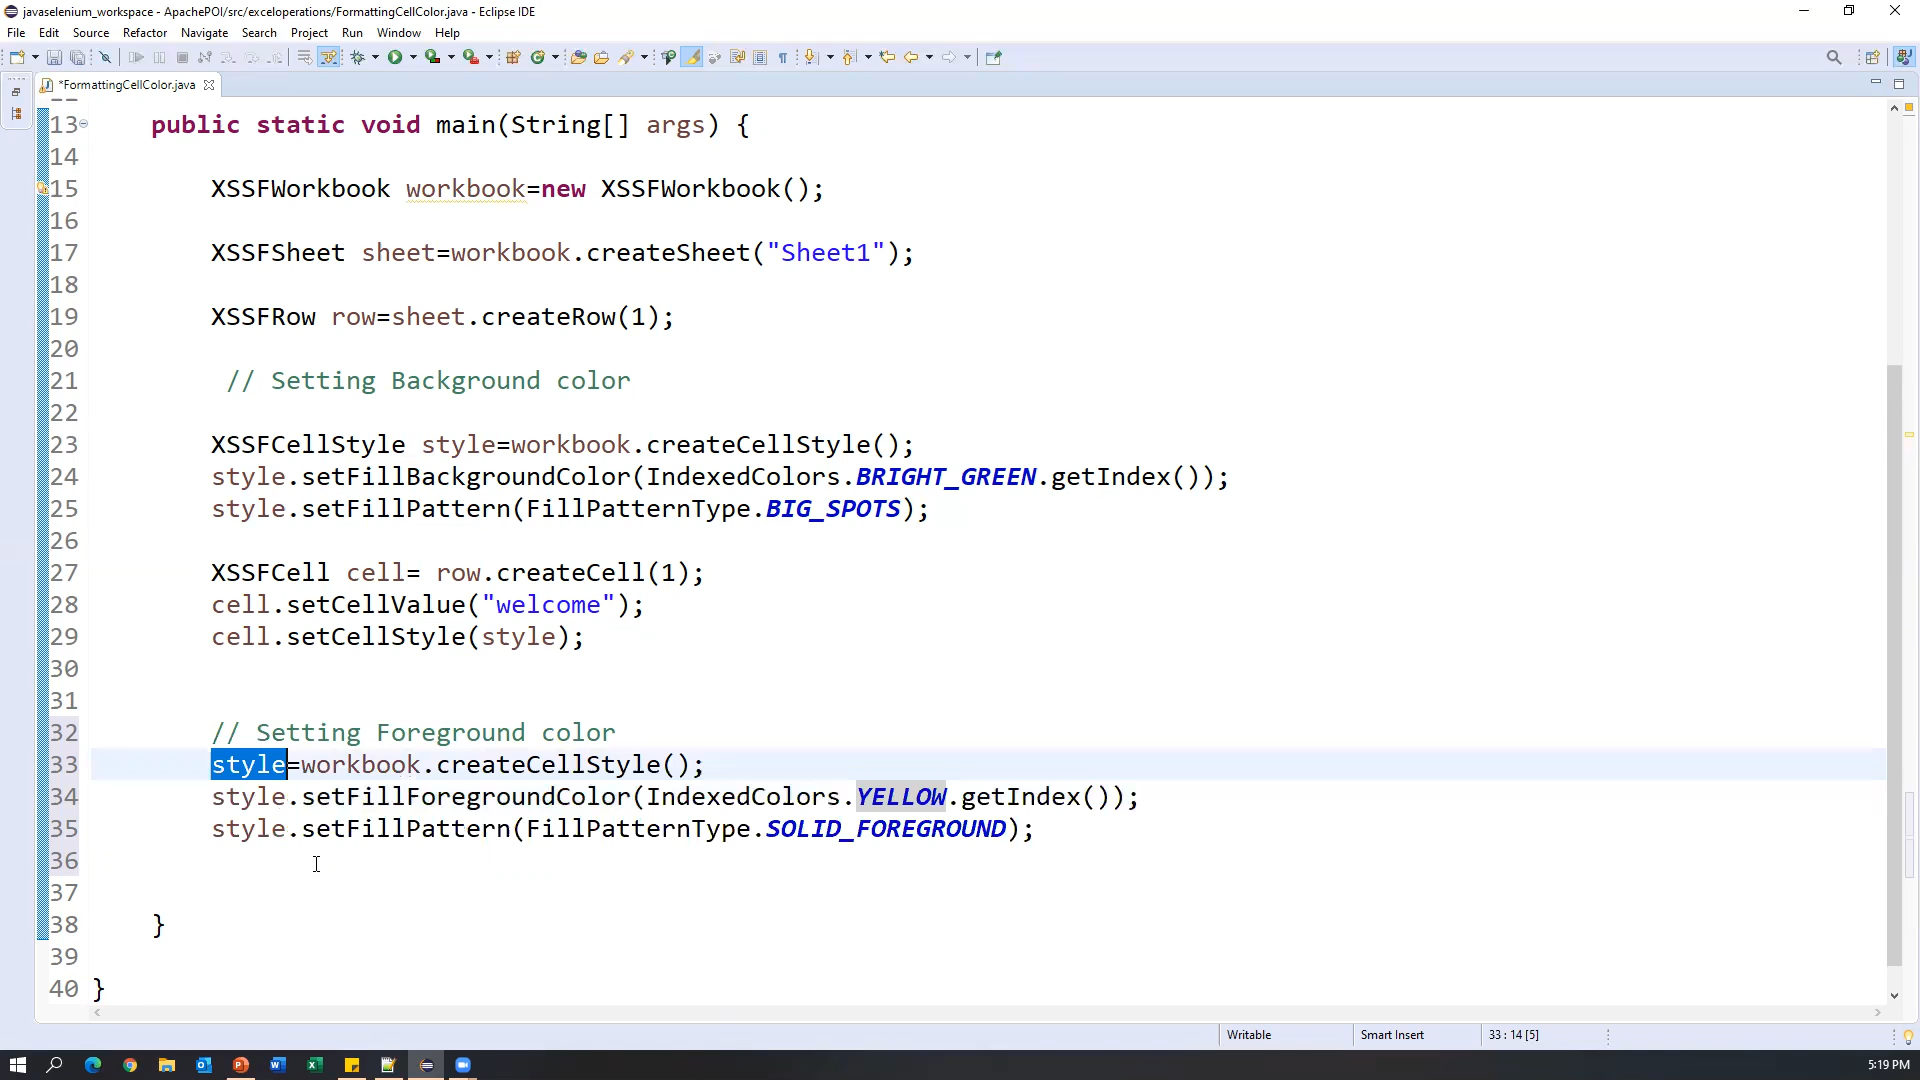 javaselenium_workspace - ApachePOI/src/exceloperations/FormattingCellColor.java - Eclipse IDE
File Edit Source Refactor Navigate Search Project Run Window Help
*FormattingCellColor.java
13 public static void main(String[] args) {
14
15 XSSFWorkbook workbook=new XSSFWorkbook();
16
17 XSSFSheet sheet=workbook.createSheet("Sheet1");
18
19 XSSFRow row=sheet.createRow(1);
20
21 // Setting Background color
22
23 XSSFCellStyle style=workbook.createCellStyle();
24 style.setFillBackgroundColor(IndexedColors.BRIGHT_GREEN.getIndex());
25 style.setFillPattern(FillPatternType.BIG_SPOTS);
26
27 XSSFCell cell= row.createCell(1);
28 cell.setCellValue("welcome");
29 cell.setCellStyle(style);
30
31
32 // Setting Foreground color
33 style=workbook.createCellStyle();
34 style.setFillForegroundColor(IndexedColors.YELLOW.getIndex());
35 style.setFillPattern(FillPatternType.SOLID_FOREGROUND);
36
37
38 }
39
40 }
Writable Smart Insert 33 : 14 [5]
5:19 PM